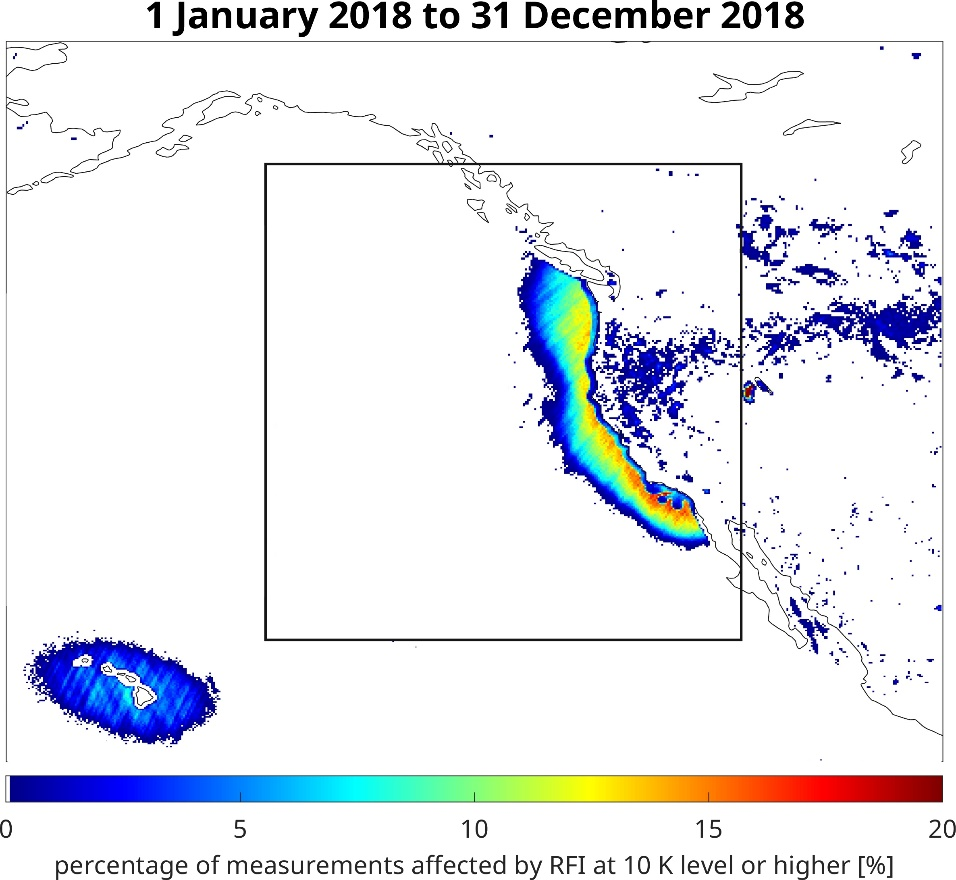 1 January 2018 to 31 December 2018
0 5 10 15 20
percentage of measurements affected by RFI at 10 K level or higher [%]